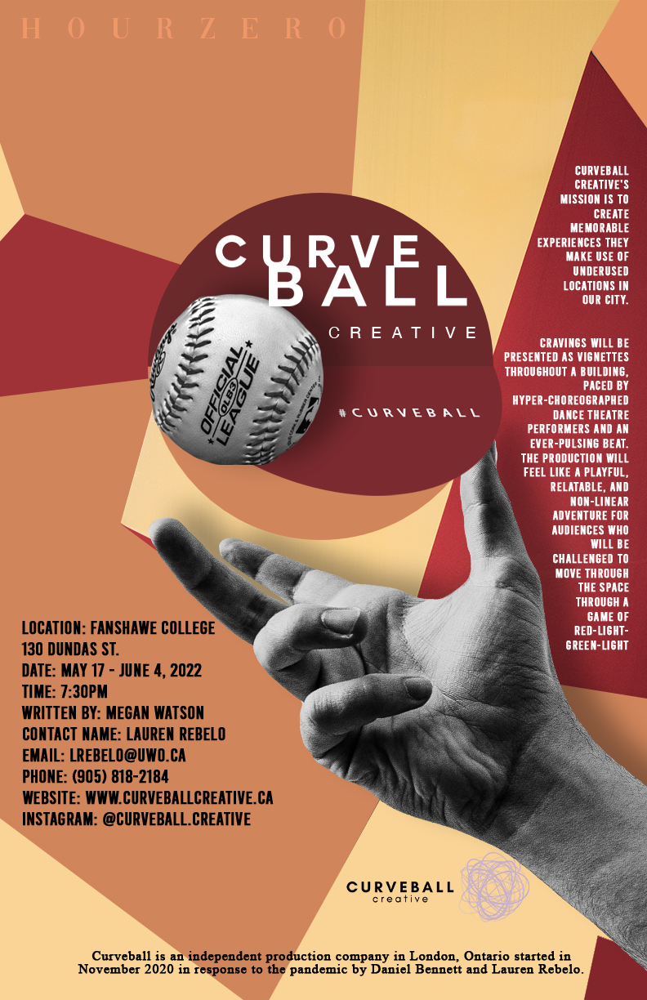 HOURZERO
CURVE
BALL
CREATIVE
OFFICIAL
OLB3
LEAGUE
#CURVEBALL
CURVEBALL
CREATIVE'S
MISSION IS TO
CREATE
MEMORABLE
EXPERIENCES THEY
MAKE USE OF
UNDERUSED
LOCATIONS IN
OUR CITY.
CRAVINGS WILL BE
PRESENTED AS VIGNETTES
THROUGHOUT A BUILDING,
PACED BY
HYPER-CHOREOGRAPHED
DANCE THEATRE
PERFORMERS AND AN
EVER-PULSING BEAT.
THE PRODUCTION WILL
FEEL LIKE A PLAYFUL,
RELATABLE, AND
NON-LINEAR
ADVENTURE FOR
AUDIENCES WHO
WILL BE
CHALLENGED TO
MOVE THROUGH
THE SPACE
THROUGH A
GAME OF
RED-LIGHT-
GREEN-LIGHT
LOCATION: FANSHAWE COLLEGE
130 DUNDAS ST.
DATE: MAY 17 - JUNE 4, 2022
TIME: 7:30PM
WRITTEN BY: MEGAN WATSON
CONTACT NAME: LAUREN REBELO
EMAIL: LREBELO@UWO.CA
PHONE: (905) 818-2184
WEBSITE: WWW.CURVEBALLCREATIVE.CA
INSTAGRAM: @CURVEBALL.CREATIVE
CURVEBALL
creative
Curveball is an independent production company in London, Ontario started in
November 2020 in response to the pandemic by Daniel Bennett and Lauren Rebelo.